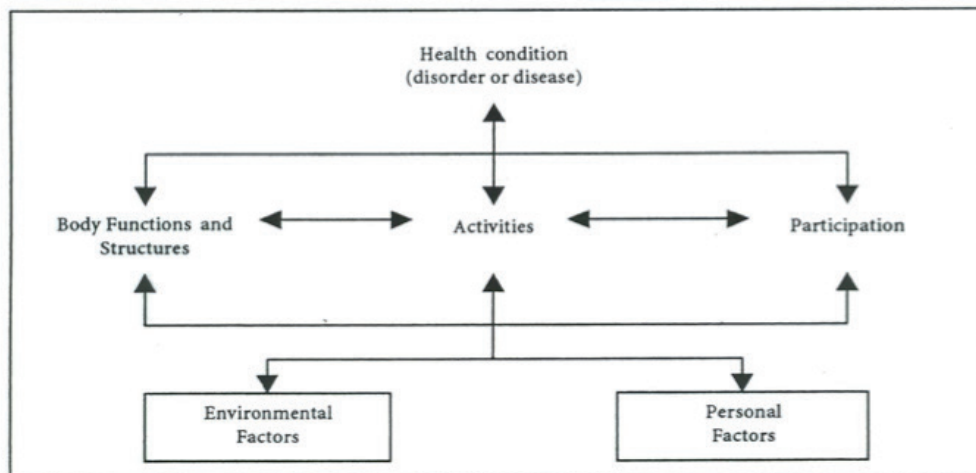 Health condition
(disorder or disease)
Body Functions and
Structures
Activities
Participation
Environmental
Factors
Personal
Factors